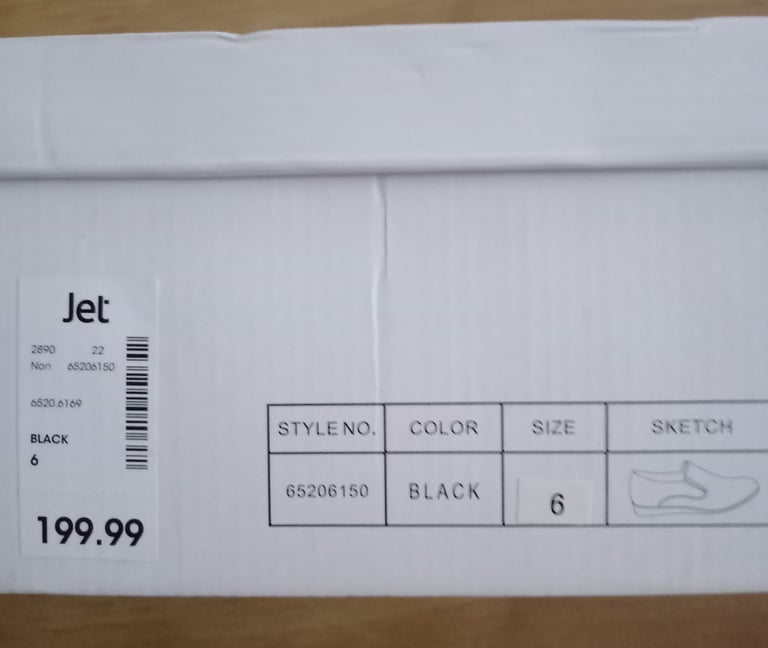 Jet
2890 22
Non 65206150
6520.6169
BLACK
6
199.99
STYLE NO. COLOR SIZE SKETCH
65206150 BLACK 6